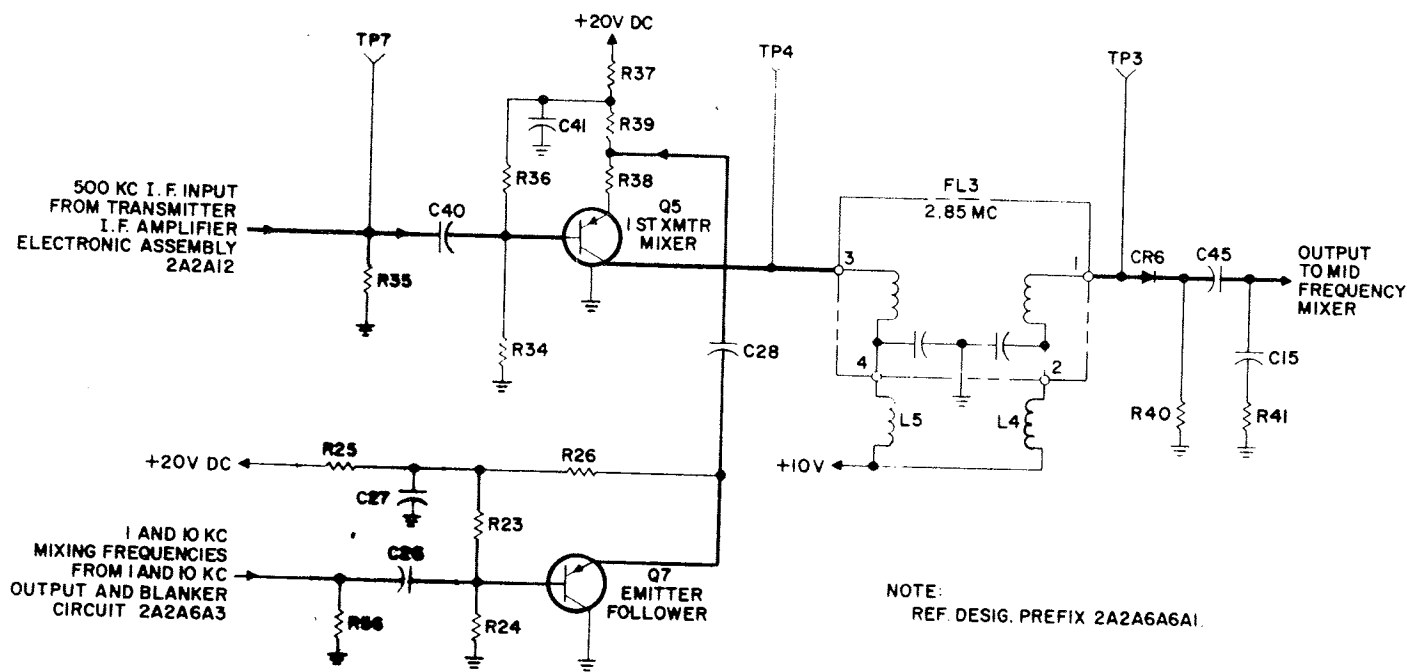 +20V DC
TP7
R37
TP4
TP3
C41
R39
R36
R38
500 KC I.F. INPUT
FROM TRANSMITTER
I.F. AMPLIFIER
ELECTRONIC ASSEMBLY
2A2A12
C40
Q5
1 ST XMTR
MIXER
FL3
2.85 MC
3
1
CR6
C45
OUTPUT
TO MID
FREQUENCY
MIXER
R35
R34
C28
4
2
C15
L5
L4
R40
R41
+10V
+20V DC
R25
R26
C27
R23
1 AND 10 KC
MIXING FREQUENCIES
FROM 1 AND 10 KC
OUTPUT AND BLANKER
CIRCUIT 2A2A6A3
C26
Q7
EMITTER
FOLLOWER
R56
R24
NOTE:
REF. DESIG. PREFIX 2A2A6A6A1.